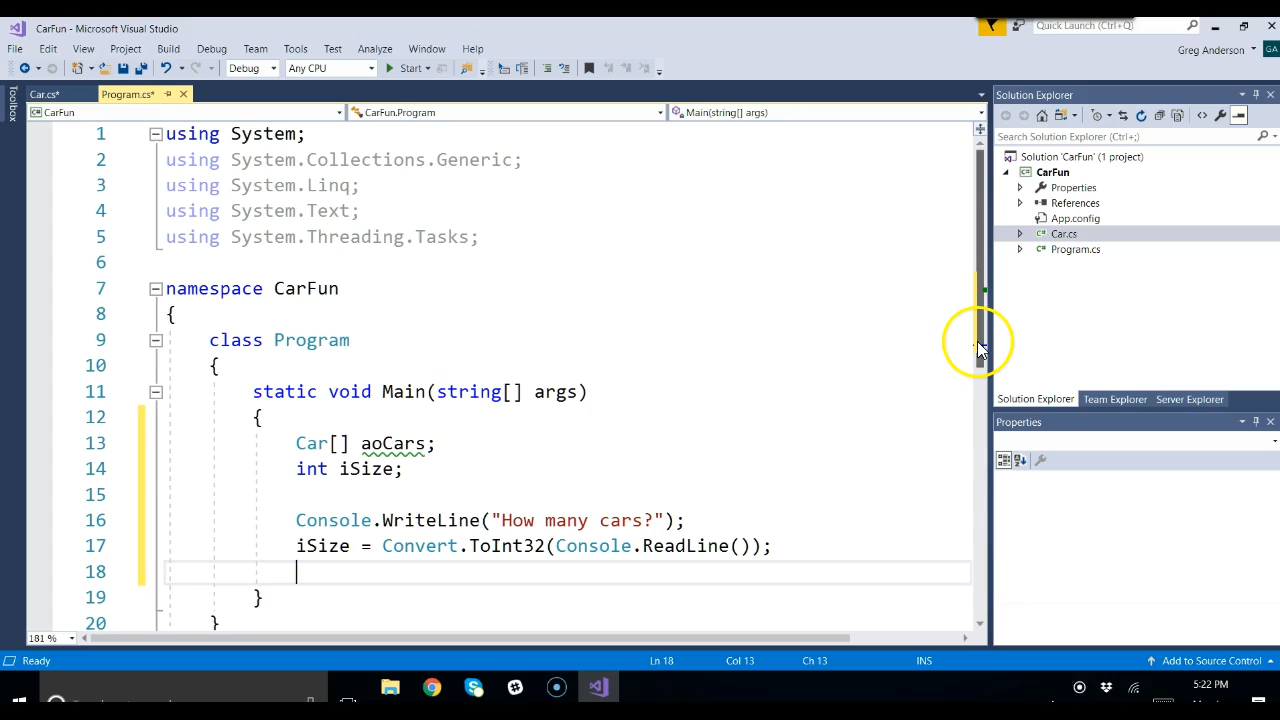 CarFun - Microsoft Visual Studio
Quick Launch (Ctrl+Q)
File Edit View Project Build Debug Team Tools Test Analyze Window Help
Greg Anderson GA
Debug Any CPU Start
Toolbox
Car.cs* Program.cs*
CarFun CarFun.Program Main(string[] args)
1 using System;
2 using System.Collections.Generic;
3 using System.Linq;
4 using System.Text;
5 using System.Threading.Tasks;
6
7 namespace CarFun
8 {
9 class Program
10 {
11 static void Main(string[] args)
12 {
13 Car[] aoCars;
14 int iSize;
15
16 Console.WriteLine("How many cars?");
17 iSize = Convert.ToInt32(Console.ReadLine());
18
19 }
20 }
181 %
Solution Explorer
Search Solution Explorer (Ctrl+;)
Solution 'CarFun' (1 project)
CarFun
Properties
References
App.config
Car.cs
Program.cs
Solution Explorer Team Explorer Server Explorer
Properties
Ready Ln 18 Col 13 Ch 13 INS Add to Source Control
5:22 PM